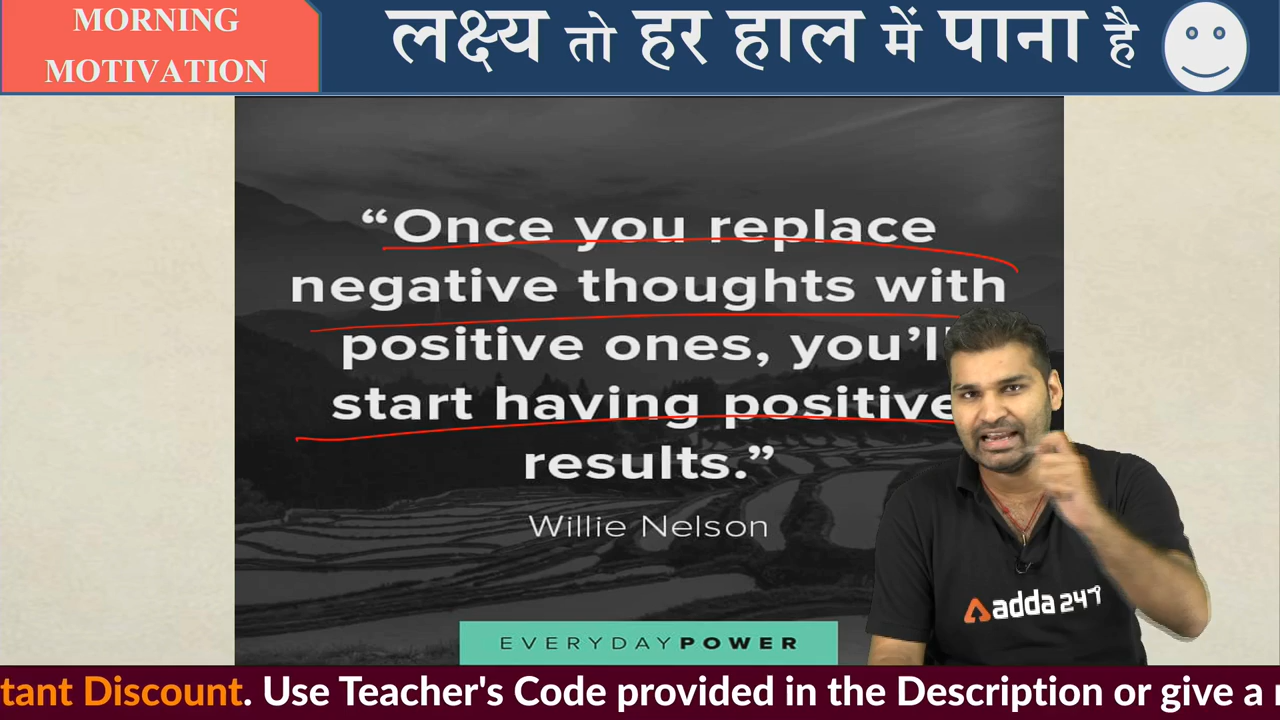 MORNING
MOTIVATION
लक्ष्य तो हर हाल में पाना है
“Once you replace
negative thoughts with
positive ones, you’ll
start having positive
results.”
Willie Nelson
adda 247
EVERYDAYPOWER
tant Discount. Use Teacher's Code provided in the Description or give a